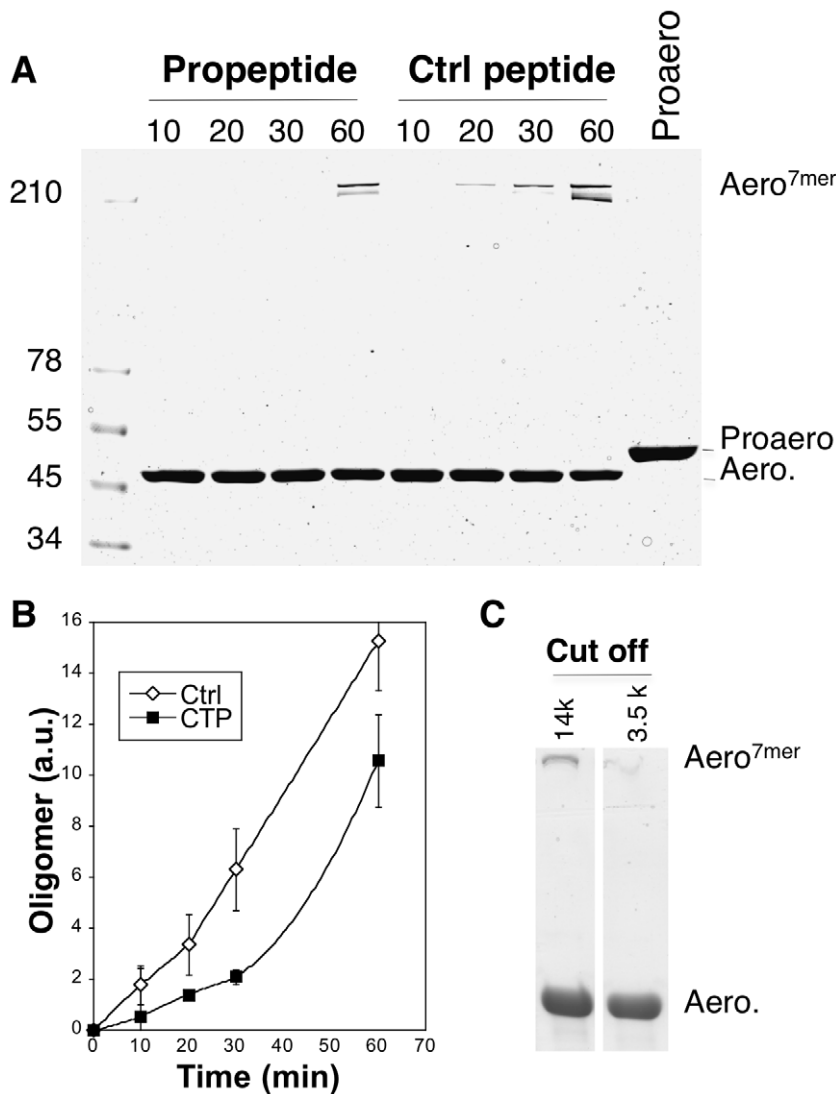 A
Propeptide Ctrl peptide Proaero
10 20 30 60 10 20 30 60
210 Aero7mer
78
55
Proaero
45 Aero.
34
B
16
14
12
10
8
6
4
2
0
Ctrl
CTP
Oligomer (a.u.)
0 10 20 30 40 50 60 70
Time (min)
C
Cut off
14k 3.5 k
Aero7mer
Aero.